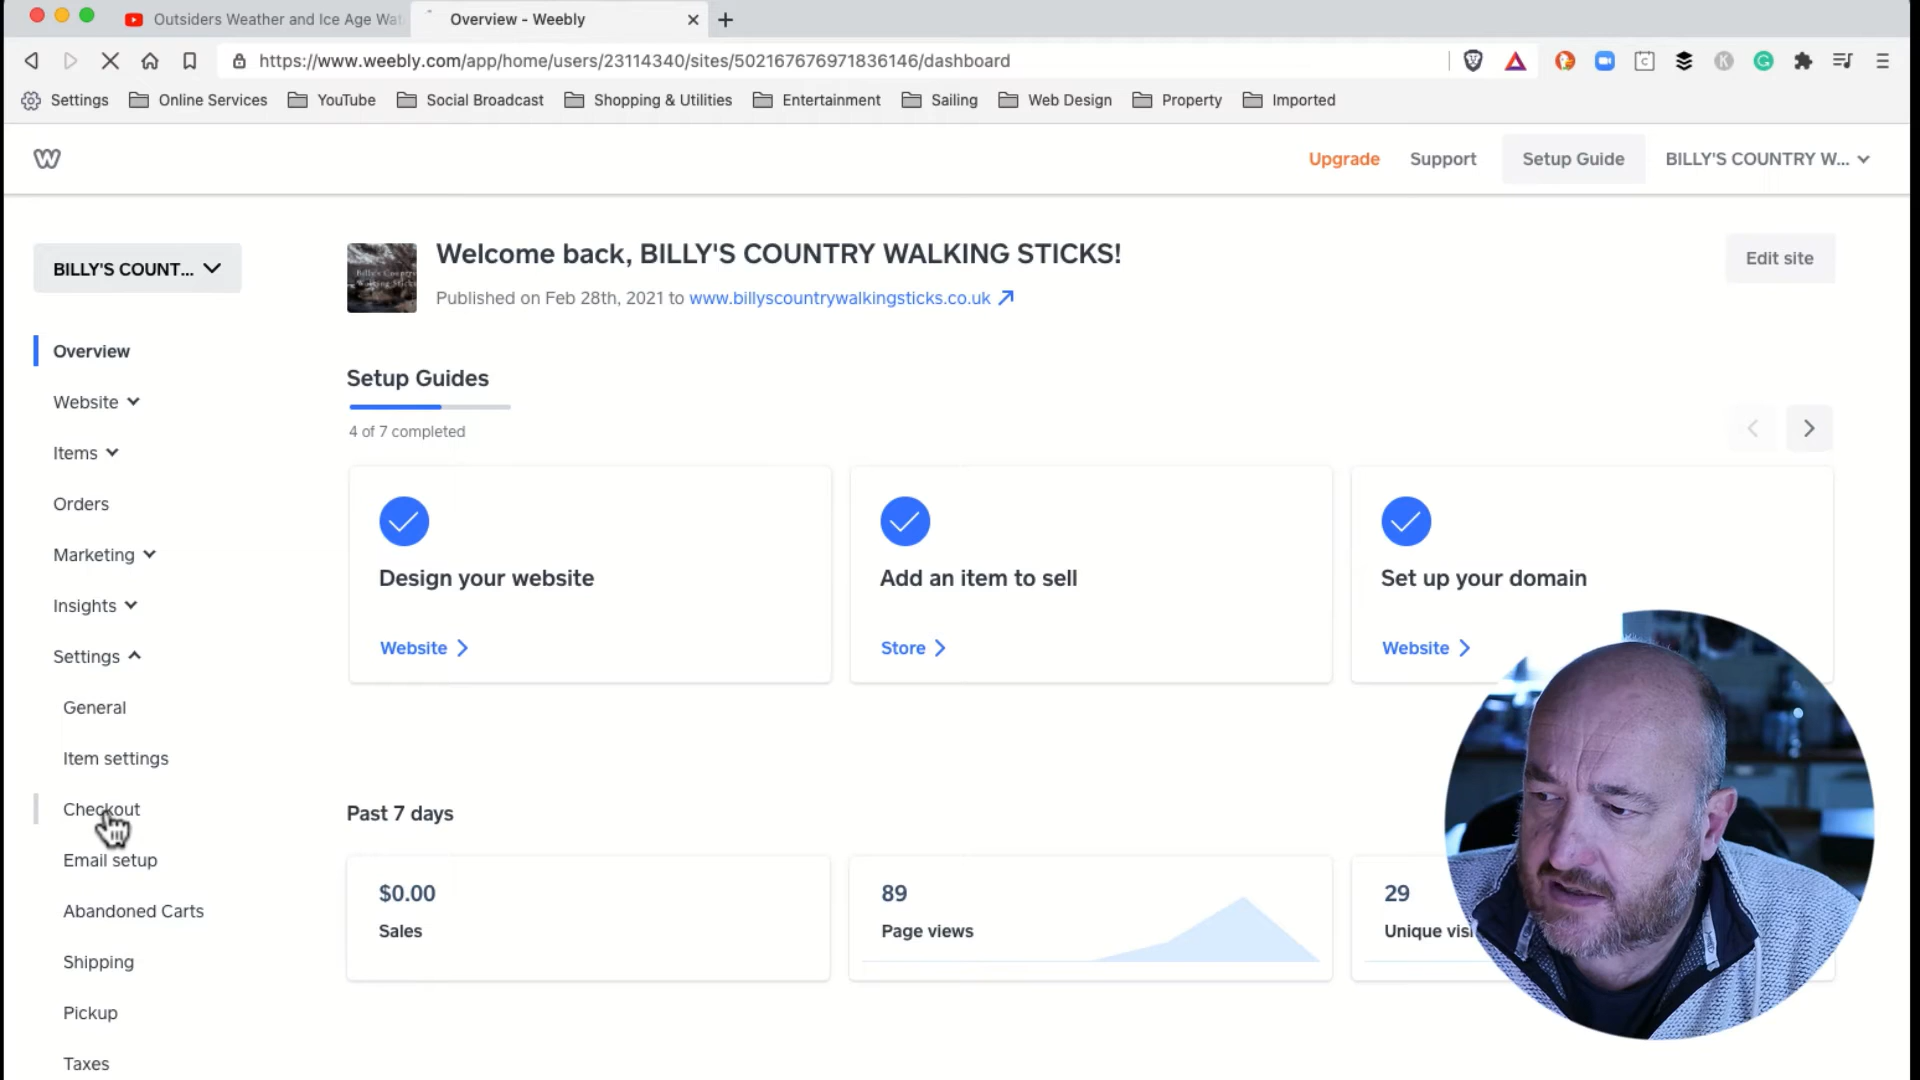 Outsiders Weather and Ice Age Wat
Overview - Weebly
https://www.weebly.com/app/home/users/23114340/sites/502167676971836146/dashboard
Settings
Online Services
YouTube
Social Broadcast
Shopping & Utilities
Entertainment
Sailing
Web Design
Property
Imported
Upgrade
Support
Setup Guide
BILLY'S COUNTRY W...
BILLY'S COUNT...
Welcome back, BILLY'S COUNTRY WALKING STICKS!
Published on Feb 28th, 2021 to www.billyscountrywalkingsticks.co.uk
Edit site
Overview
Website
Items
Orders
Marketing
Insights
Settings
General
Item settings
Checkout
Email setup
Abandoned Carts
Shipping
Pickup
Taxes
Setup Guides
4 of 7 completed
Design your website
Website
Add an item to sell
Store
Set up your domain
Website
Past 7 days
$0.00
Sales
89
Page views
29
Unique visi